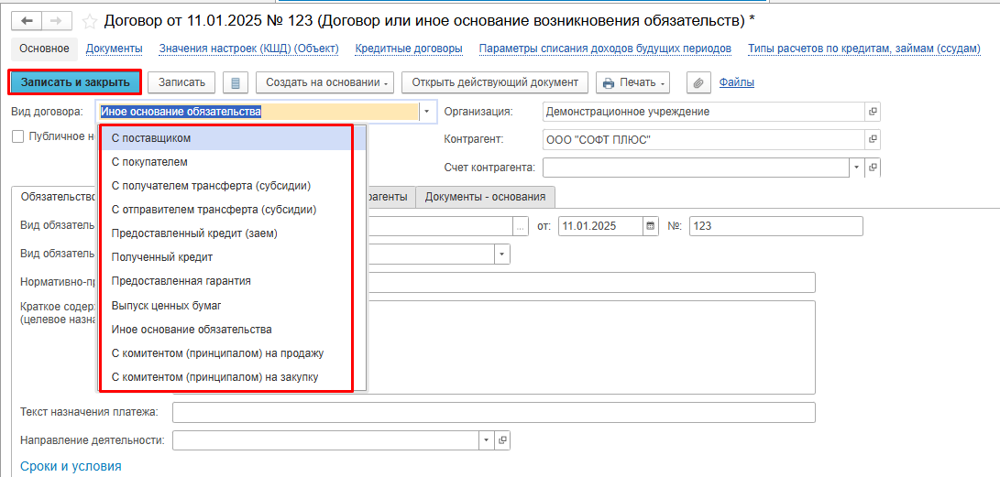 Договор от 11.01.2025 № 123 (Договор или иное основание возникновения обязательств) *
Основное Документы Значения настроек (КШД) (Объект) Кредитные договоры Параметры списания доходов будущих периодов Типы расчетов по кредитам, займам (ссудам)
Записать и закрыть Записать Создать на основании Открыть действующий документ Печать Файлы
Вид договора: Иное основание обязательства Организация: Демонстрационное учреждение
Публичное не Контрагент: ООО "СОФТ ПЛЮС"
Счет контрагента:
С поставщиком
С покупателем
С получателем трансферта (субсидии)
С отправителем трансферта (субсидии)
Предоставленный кредит (заем)
Полученный кредит
Предоставленная гарантия
Выпуск ценных бумаг
Иное основание обязательства
С комитентом (принципалом) на продажу
С комитентом (принципалом) на закупку
Обязательство рагенты Документы - основания
Вид обязатель ... от: 11.01.2025 №: 123
Вид обязатель
Нормативно-пр
Краткое содер
(целевое назна
Текст назначения платежа:
Направление деятельности:
Сроки и условия